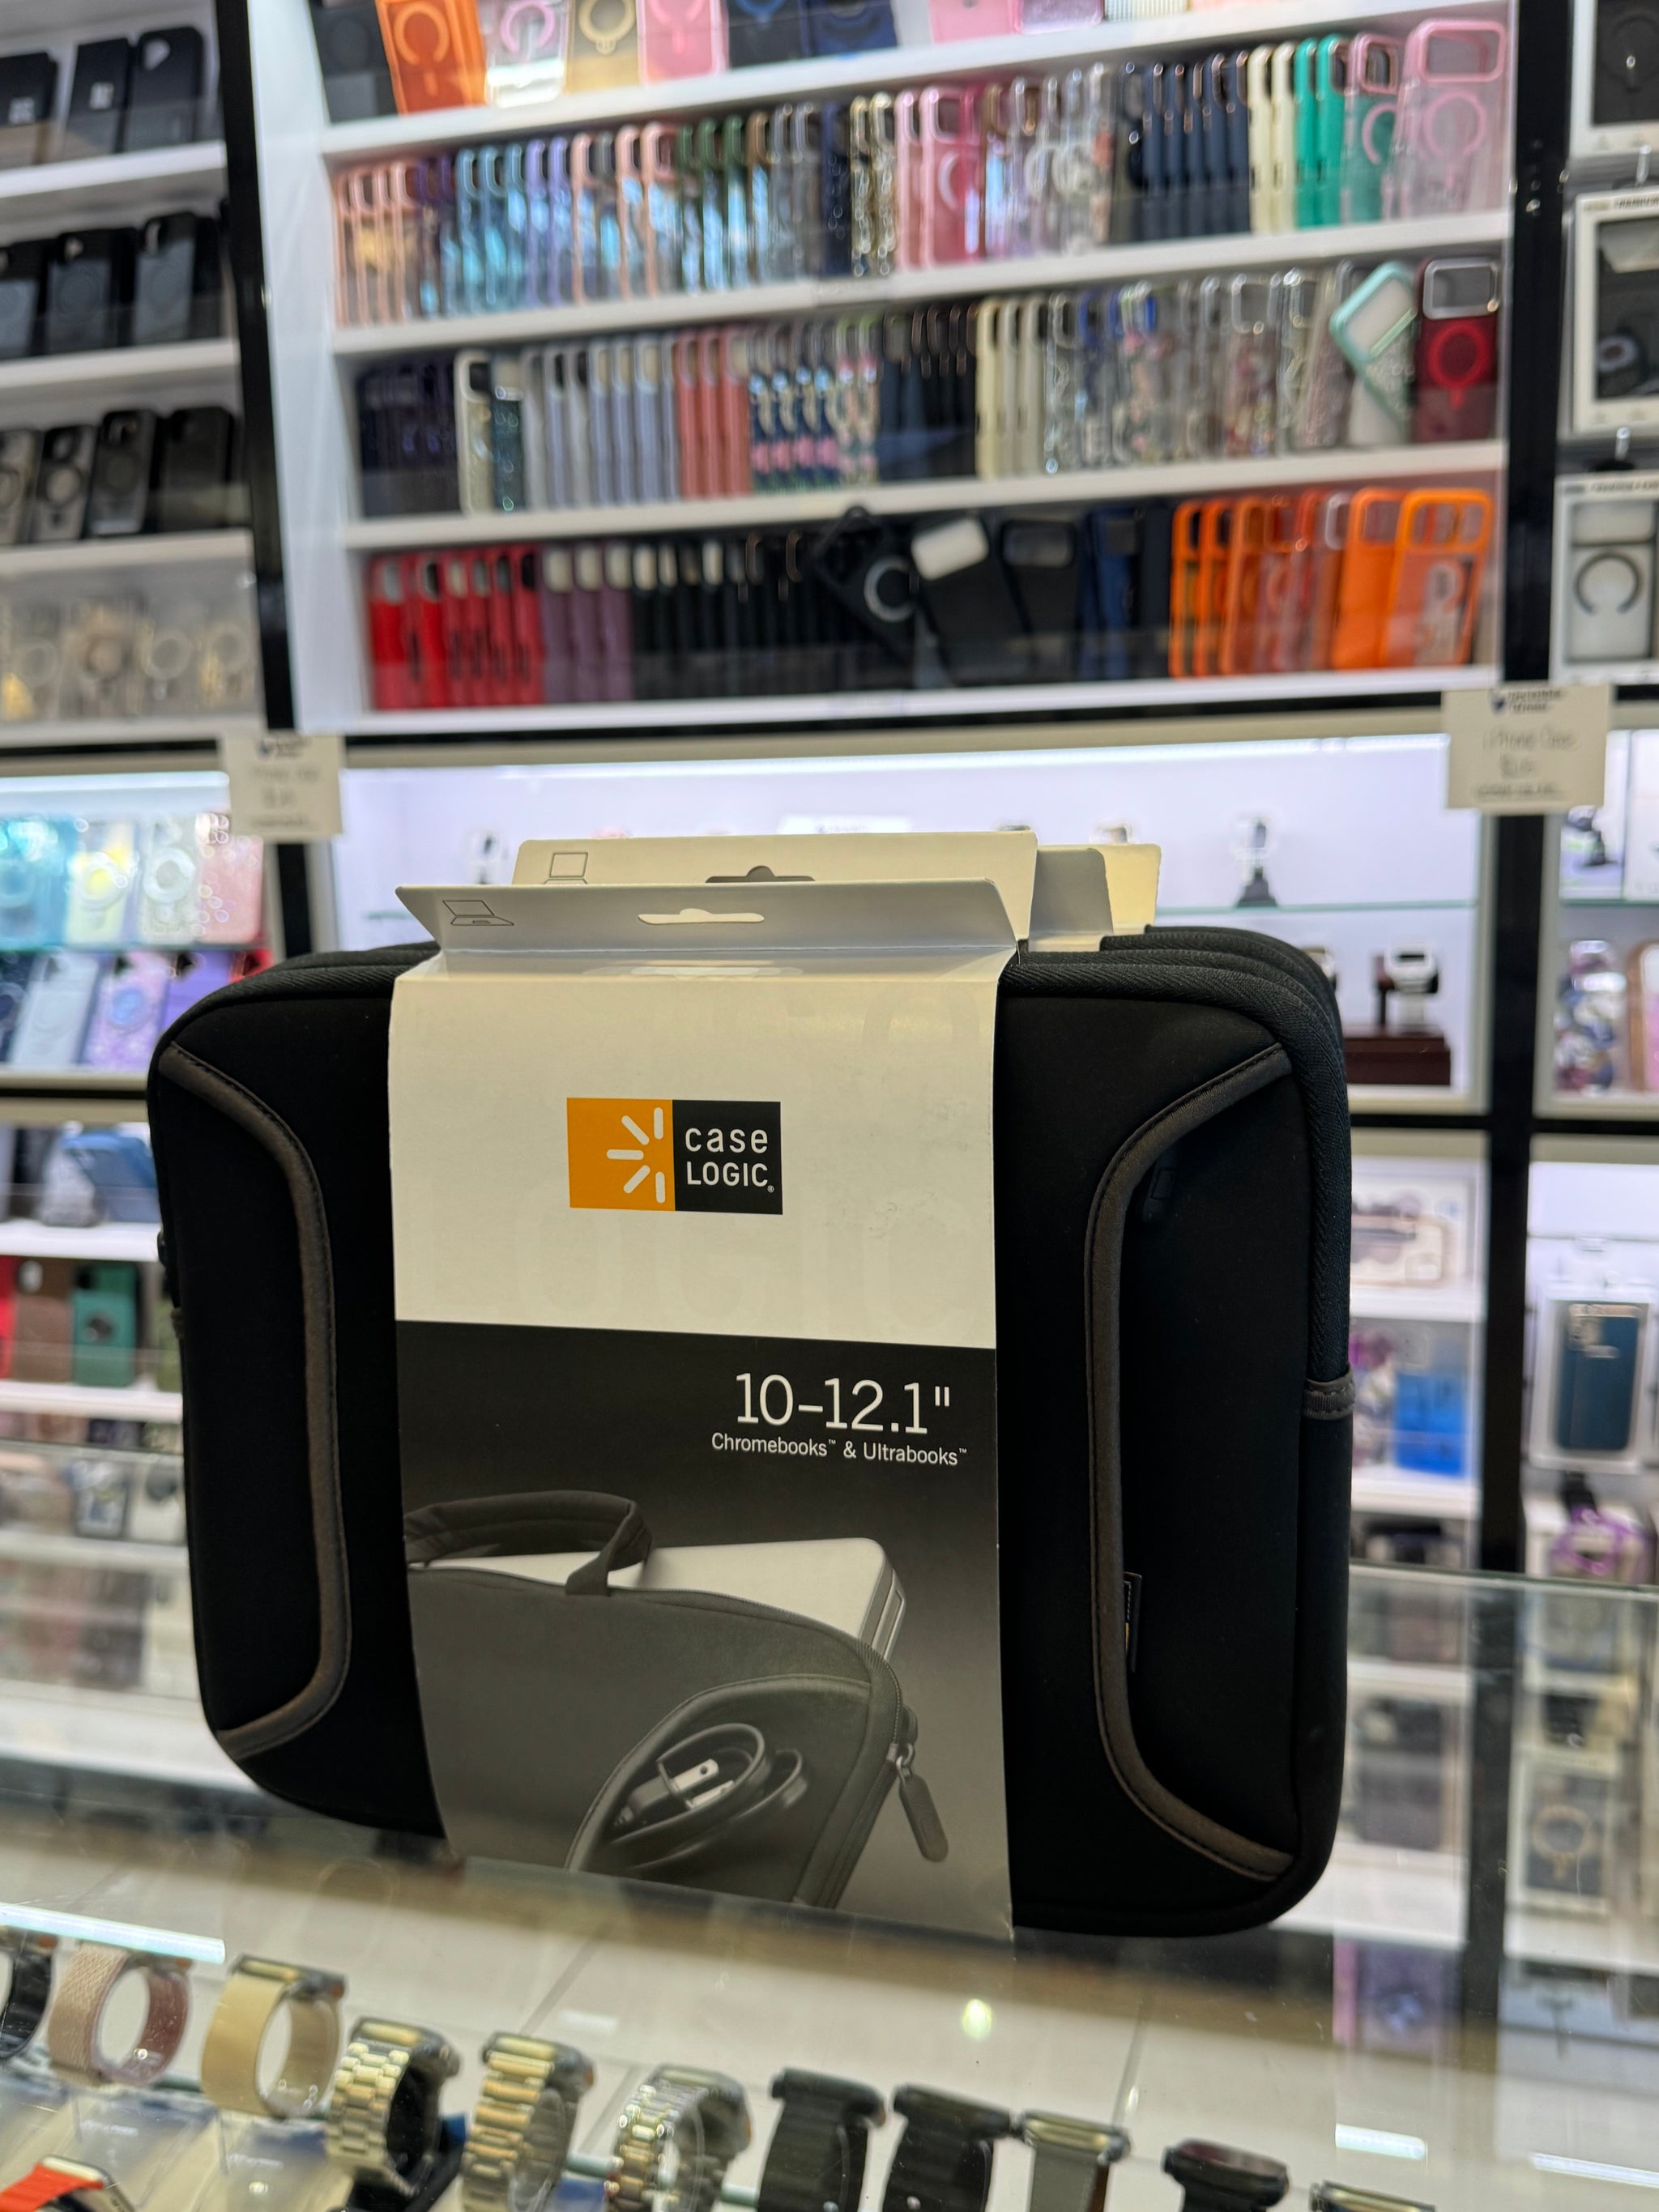 case
LOGIC®
10–12.1"
Chromebooks™ & Ultrabooks™